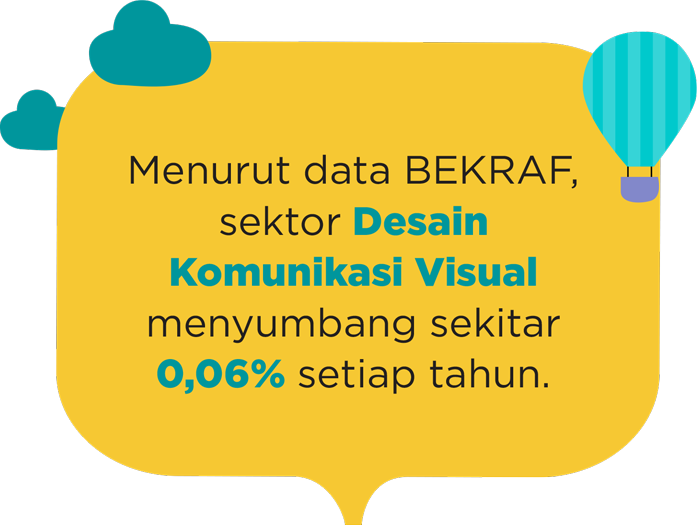 Menurut data BEKRAF,
sektor Desain
Komunikasi Visual
menyumbang sekitar
0,06% setiap tahun.